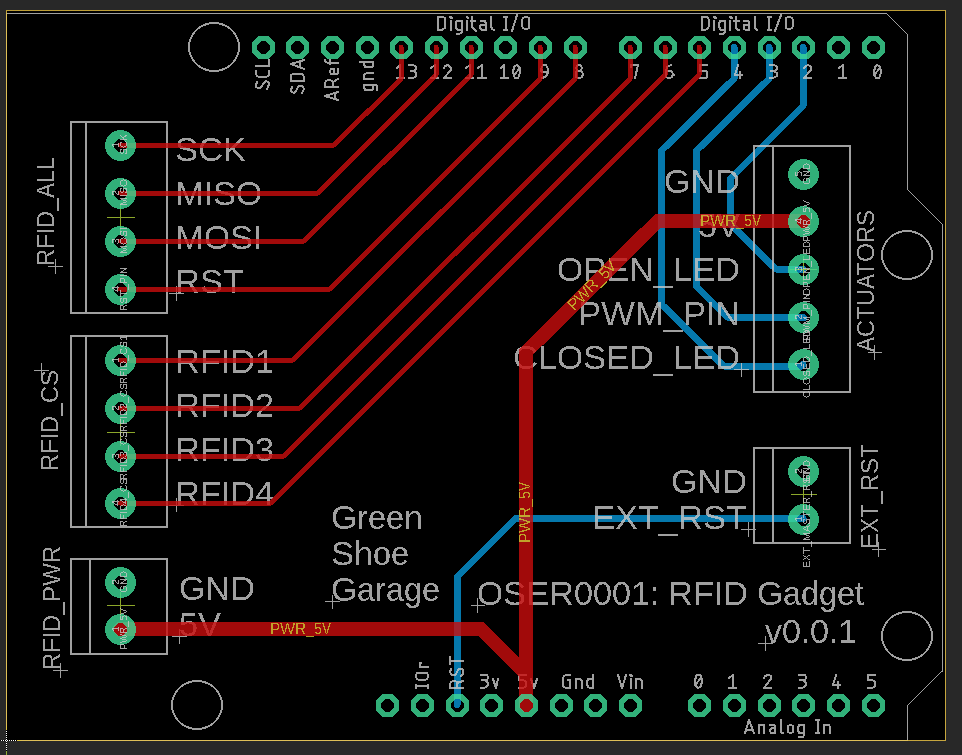 Digital I/O
Digital I/O
SCL
SDA
ARef
gnd
13
12
11
10
9
8
7
6
5
4
3
2
1
0
RFID_ALL
SCK
MISO
MOSI
RST
RFID_CS
RFID1
RFID2
RFID3
RFID4
RFID_PWR
GND
5V
PWR_5V
GND
5V
OPEN_LED
PWM_PIN
CLOSED_LED
ACTUATORS
PWR_5V
PWR_5V
PWR_5V
GND
EXT_RST
EXT_RST
Green
Shoe
Garage
OSER0001: RFID Gadget
v0.0.1
IOr
RST
3v
5v
Gnd
Vin
0
1
2
3
4
5
Analog In